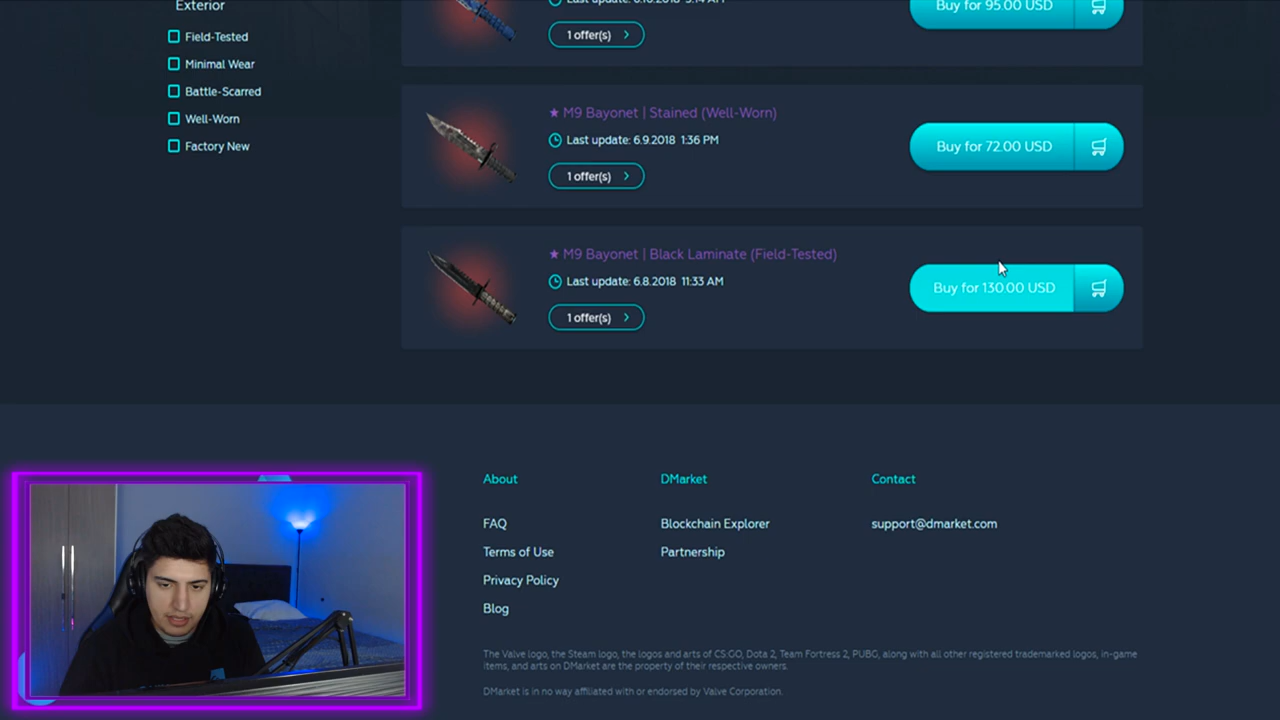 Exterior
Field-Tested
Minimal Wear
Battle-Scarred
Well-Worn
Factory New
Buy for 95.00 USD
1 offer(s)
★ M9 Bayonet | Stained (Well-Worn)
Last update: 6.9.2018 1:36 PM
1 offer(s)
Buy for 72.00 USD
★ M9 Bayonet | Black Laminate (Field-Tested)
Last update: 6.8.2018 11:33 AM
1 offer(s)
Buy for 130.00 USD
About
FAQ
Terms of Use
Privacy Policy
Blog
DMarket
Blockchain Explorer
Partnership
Contact
support@dmarket.com
The Valve logo, the Steam logo, the logos and arts of CS:GO, Dota 2, Team Fortress 2, PUBG, along with all other registered trademarked logos, in-game
items, and arts on DMarket are the property of their respective owners.
DMarket is in no way affiliated with or endorsed by Valve Corporation.